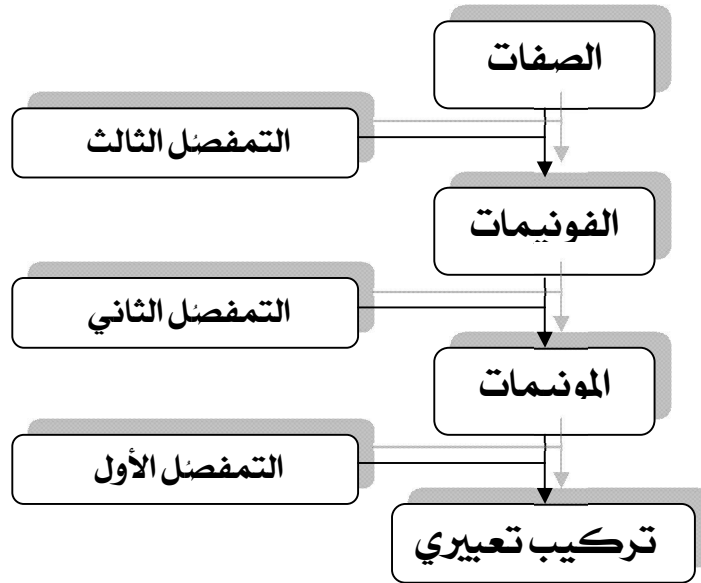 الصفات
التمفصل الثالث
الفونيمات
التمفصل الثاني
المونيمات
التمفصل الأول
تركيب تعبيري